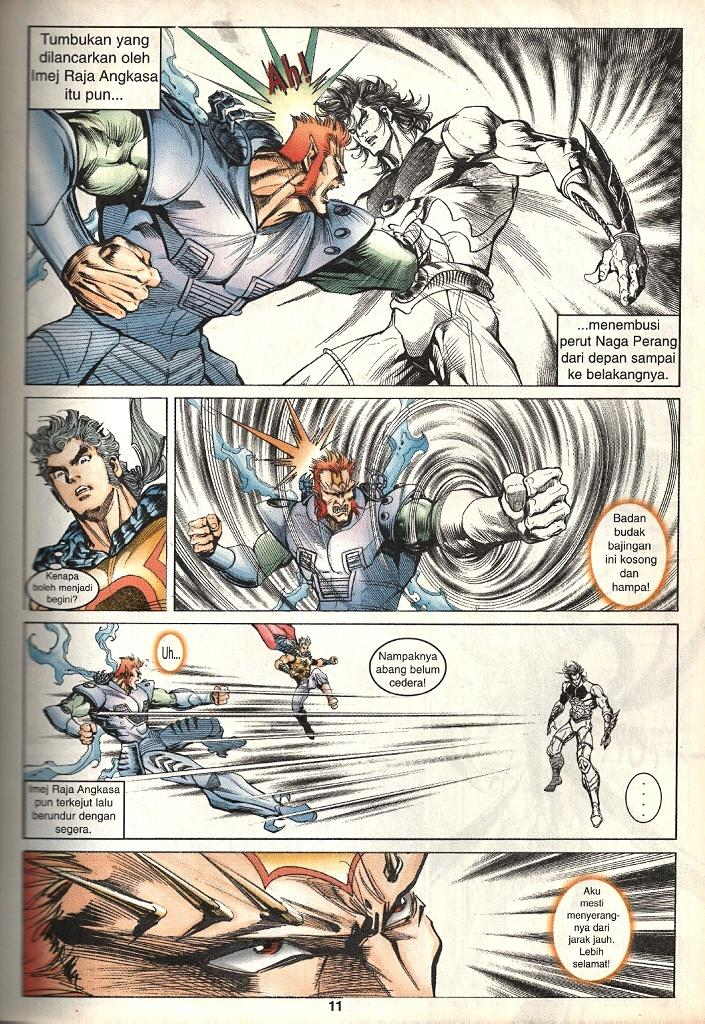 Tumbukan yang
dilancarkan oleh
Imej Raja Angkasa
itu pun...
Ah!
...menembusi
perut Naga Perang
dari depan sampai
ke belakangnya.
Kenapa
boleh menjadi
begini?
Badan
budak
bajingan
ini kosong
dan
hampa!
Uh...
Nampaknya
abang belum
cedera!
Imej Raja Angkasa
pun terkejut lalu
berundur dengan
segera.
....
Aku
mesti
menyerang-
nya dari
jarak jauh.
Lebih
selamat!
11